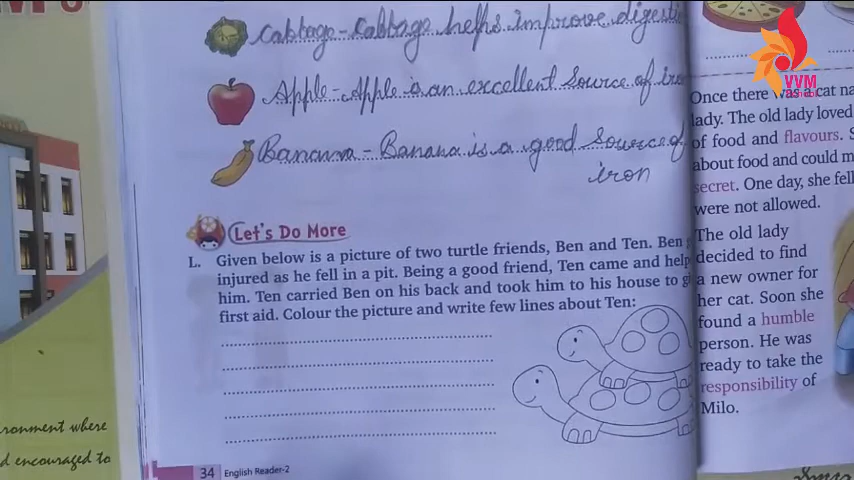 Cabbage - Cabbage helps improve
Apple - Apple is an excellent source of iron
Banana - Banana is a good source of
iron
Let's Do More
L. Given below is a picture of two turtle friends, Ben and Ten. Ben
injured as he fell in a pit. Being a good friend, Ten came and
him. Ten carried Ben on his back and took him to his house to
first aid. Colour the picture and write few lines about Ten:
34 English Reader-2
where
encouraged to
VVM
Once there was a cat
lady. The old lady loved
of food and flavours.
about food and could
secret. One day, she fell
were not allowed.
The old lady
decided to find
a new owner for
her cat. Soon she
found a humble
person. He was
ready to take the
responsibility of
Milo.